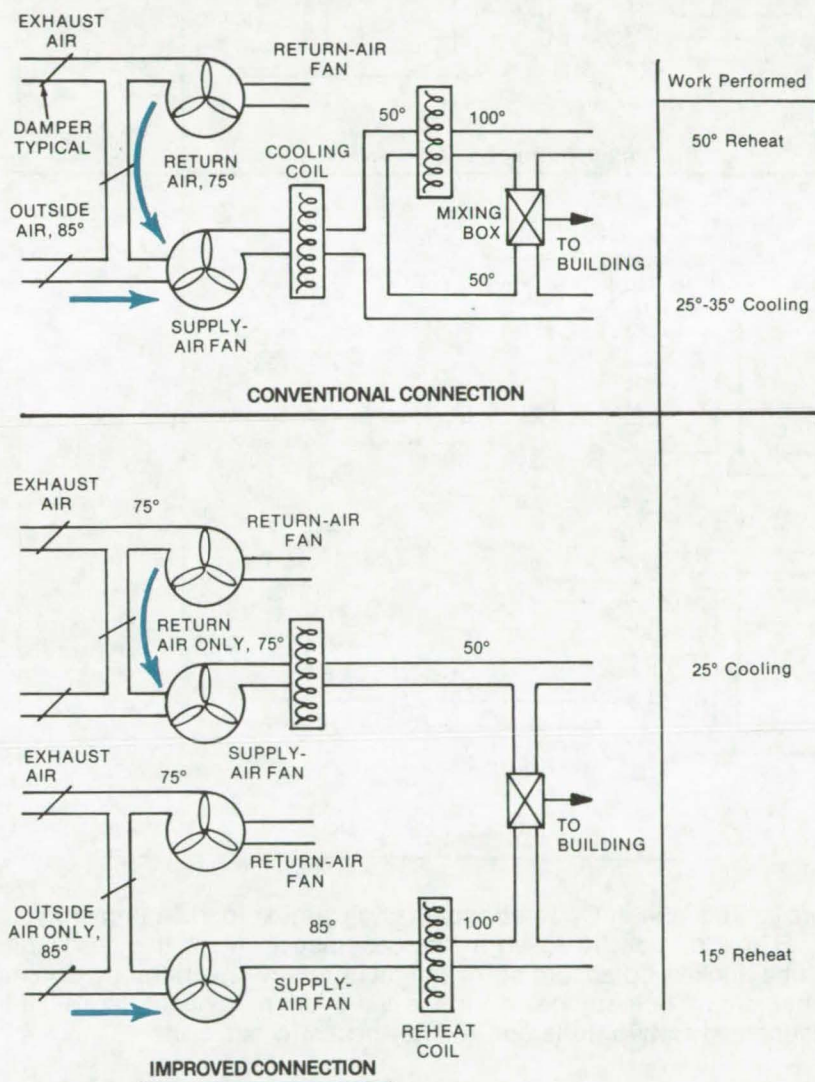 EXHAUST
AIR
RETURN-AIR
FAN
DAMPER
TYPICAL
RETURN
AIR, 75°
COOLING
COIL
50°
100°
OUTSIDE
AIR, 85°
MIXING
BOX
TO
BUILDING
50°
SUPPLY-
AIR FAN
Work Performed
50° Reheat
25°-35° Cooling
CONVENTIONAL CONNECTION
EXHAUST
AIR
75°
RETURN-AIR
FAN
RETURN
AIR ONLY, 75°
50°
25° Cooling
SUPPLY-
AIR FAN
EXHAUST
AIR
75°
RETURN-AIR
FAN
TO
BUILDING
OUTSIDE
AIR ONLY,
85°
85°
100°
SUPPLY-
AIR FAN
REHEAT
COIL
15° Reheat
IMPROVED CONNECTION